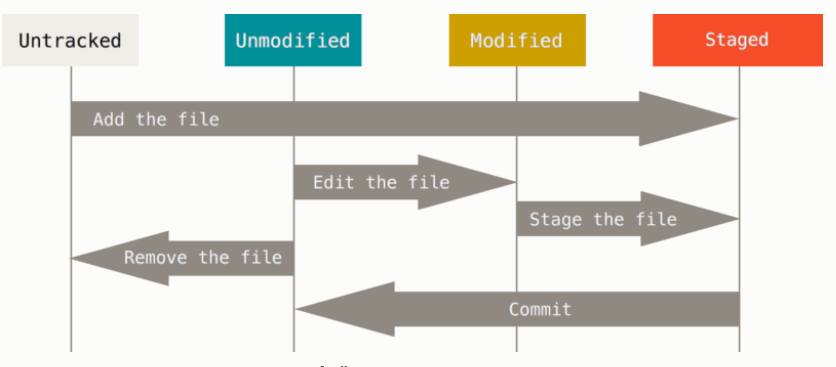 Untracked
Unmodified
Modified
Staged
Add the file
Edit the file
Stage the file
Remove the file
Commit